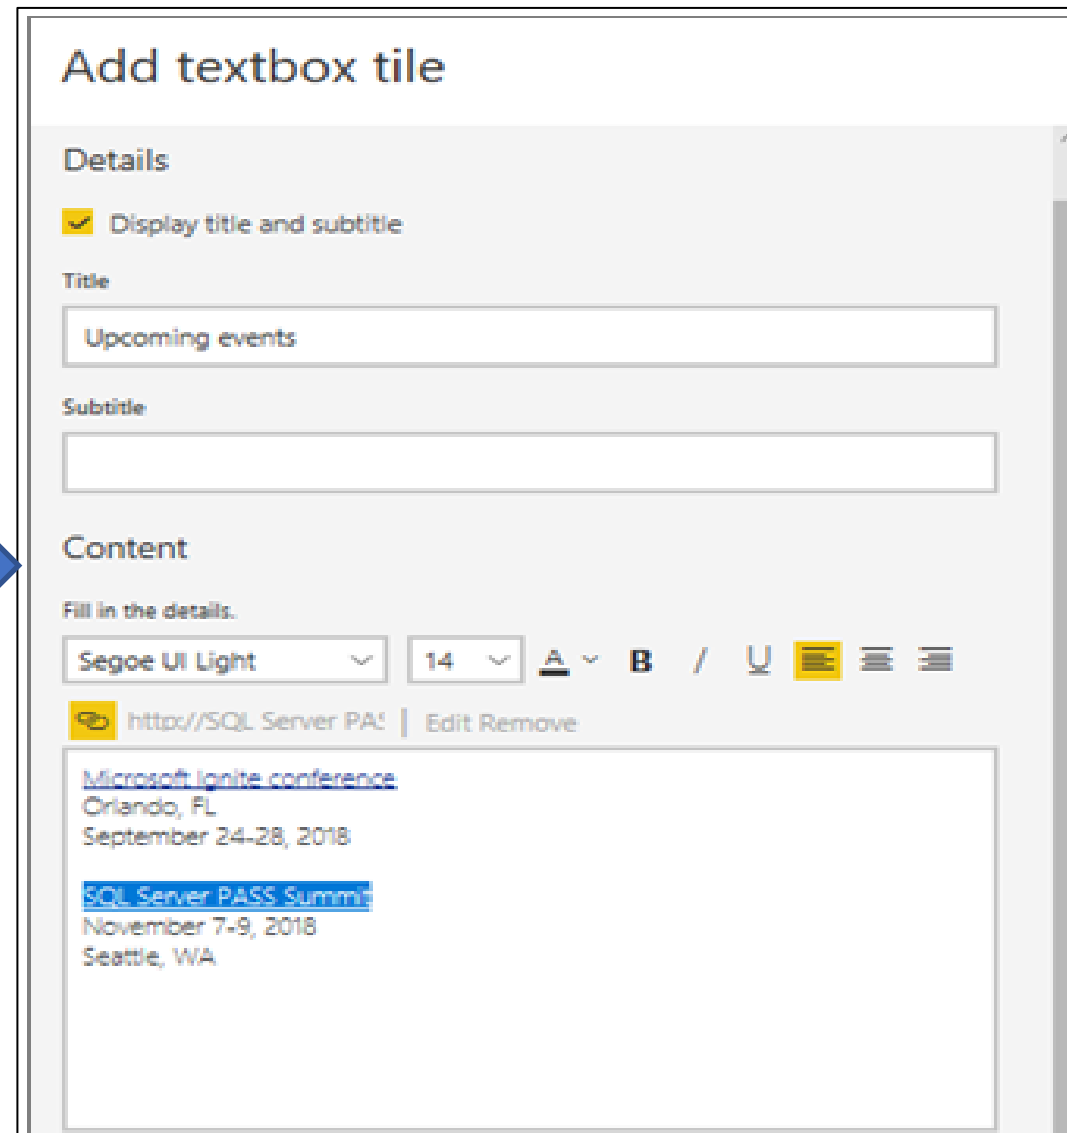 Add textbox tile
Details
Display title and subtitle
Title
Upcoming events
Subtitle
Content
Fill in the details.
Segoe UI Light 14 A B I U
http://SQL Server PAS | Edit Remove
Microsoft Ignite conference
Orlando, FL
September 24-28, 2018
SQL Server PASS Summit
November 7-9, 2018
Seattle, WA